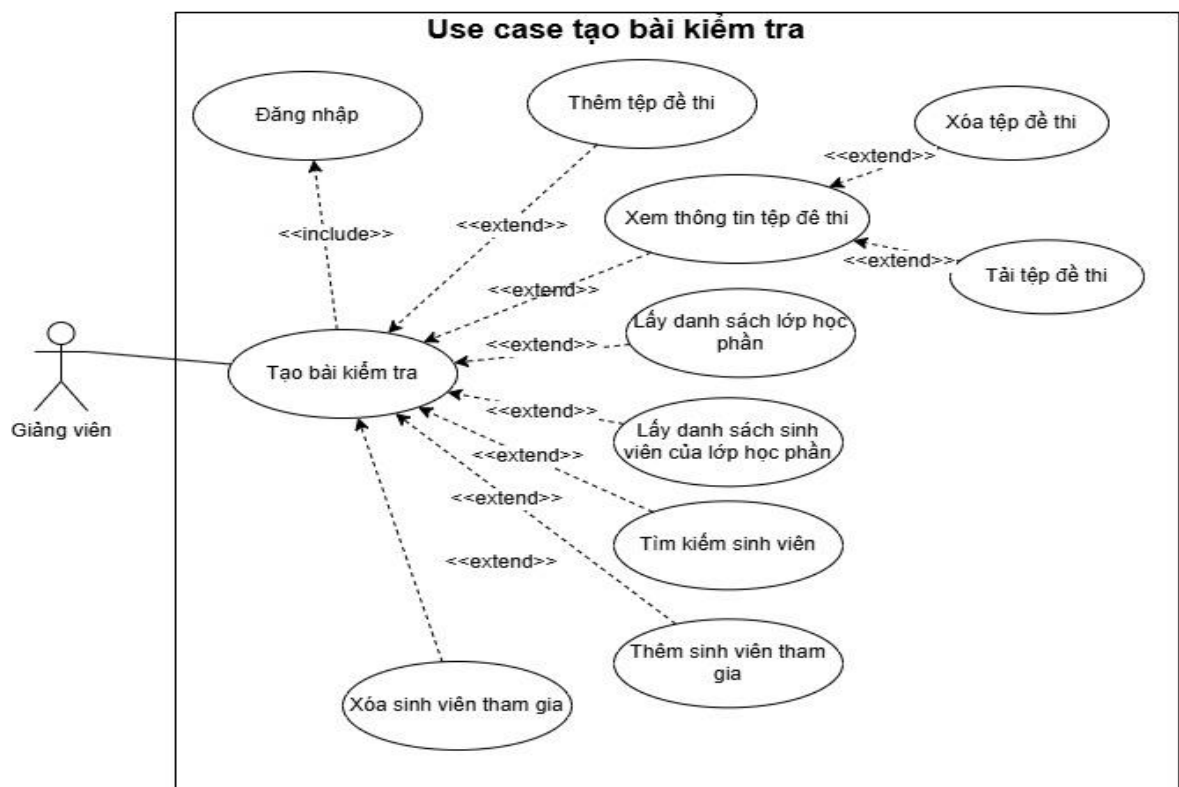 Use case tạo bài kiểm tra
Đăng nhập
Thêm tệp đề thi
Xóa tệp đề thi
<<extend>>
Xem thông tin tệp đê thi
<<include>>
<<extend>>
<<extend>>
Tải tệp đề thi
<<extend>>
Lấy danh sách lớp học
phần
<<extend>>
Tạo bài kiểm tra
Giảng viên
<<extend>>
Lấy danh sách sinh
viên của lớp học phần
<<extend>>
<<extend>>
Tìm kiếm sinh viên
<<extend>>
Thêm sinh viên tham
gia
Xóa sinh viên tham gia